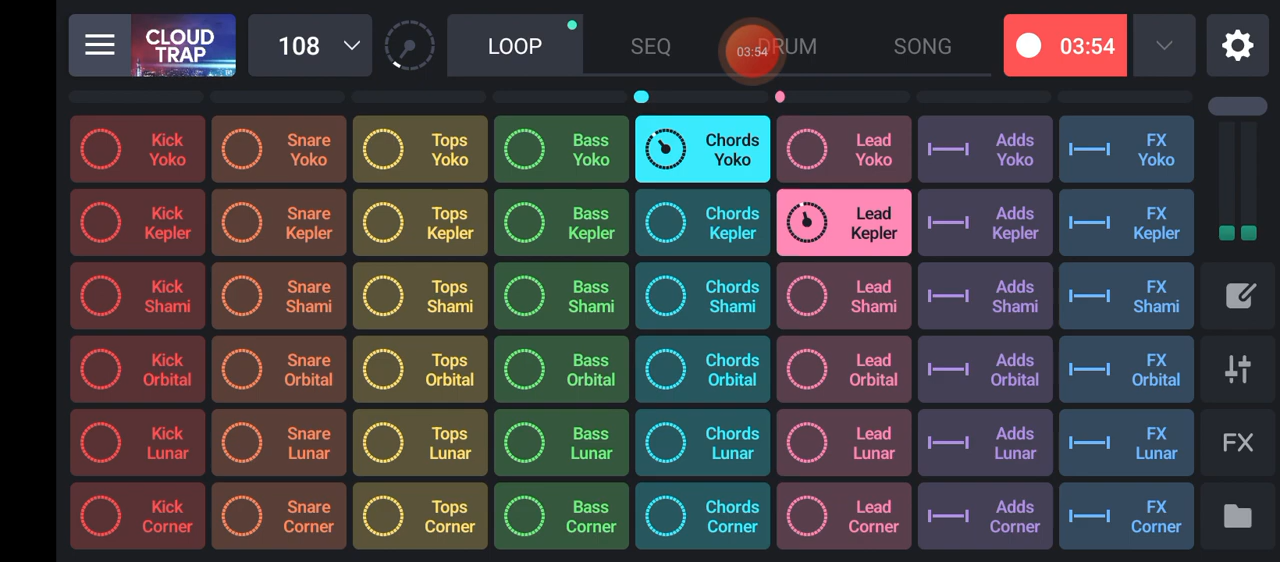 CLOUD
TRAP
108
LOOP
SEQ
03:54
DRUM
SONG
03:54
Kick
Yoko
Snare
Yoko
Tops
Yoko
Bass
Yoko
Chords
Yoko
Lead
Yoko
Adds
Yoko
FX
Yoko
Kick
Kepler
Snare
Kepler
Tops
Kepler
Bass
Kepler
Chords
Kepler
Lead
Kepler
Adds
Kepler
FX
Kepler
Kick
Shami
Snare
Shami
Tops
Shami
Bass
Shami
Chords
Shami
Lead
Shami
Adds
Shami
FX
Shami
Kick
Orbital
Snare
Orbital
Tops
Orbital
Bass
Orbital
Chords
Orbital
Lead
Orbital
Adds
Orbital
FX
Orbital
Kick
Lunar
Snare
Lunar
Tops
Lunar
Bass
Lunar
Chords
Lunar
Lead
Lunar
Adds
Lunar
FX
Lunar
FX
Kick
Corner
Snare
Corner
Tops
Corner
Bass
Corner
Chords
Corner
Lead
Corner
Adds
Corner
FX
Corner